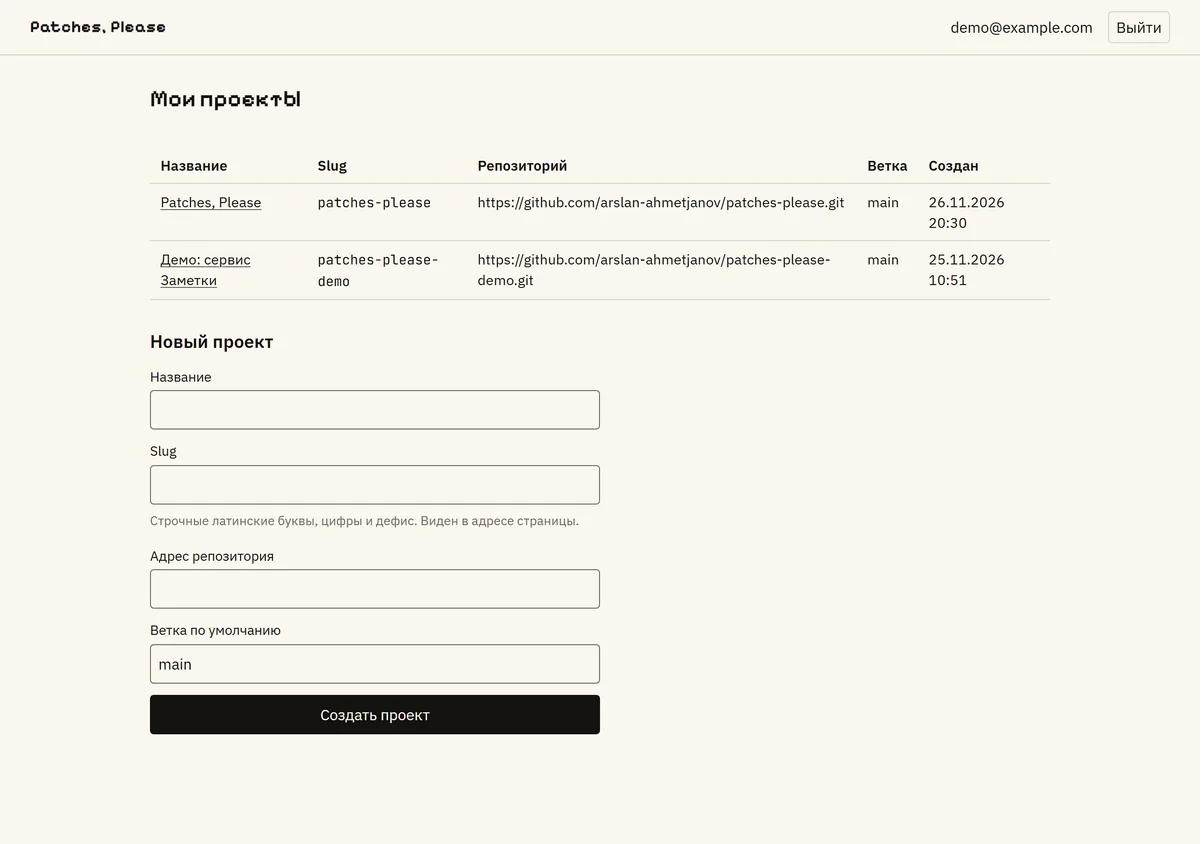 Patches, Please
demo@example.com
Выйти
Мои проекты
Название Slug Репозиторий Ветка Создан
Patches, Please patches-please https://github.com/arslan-ahmetjanov/patches-please.git main 26.11.2026
20:30
Демо: сервис patches-please- https://github.com/arslan-ahmetjanov/patches-please- main 25.11.2026
Заметки demo demo.git 10:51
Новый проект
Название
Slug
Строчные латинские буквы, цифры и дефис. Виден в адресе страницы.
Адрес репозитория
Ветка по умолчанию
main
Создать проект